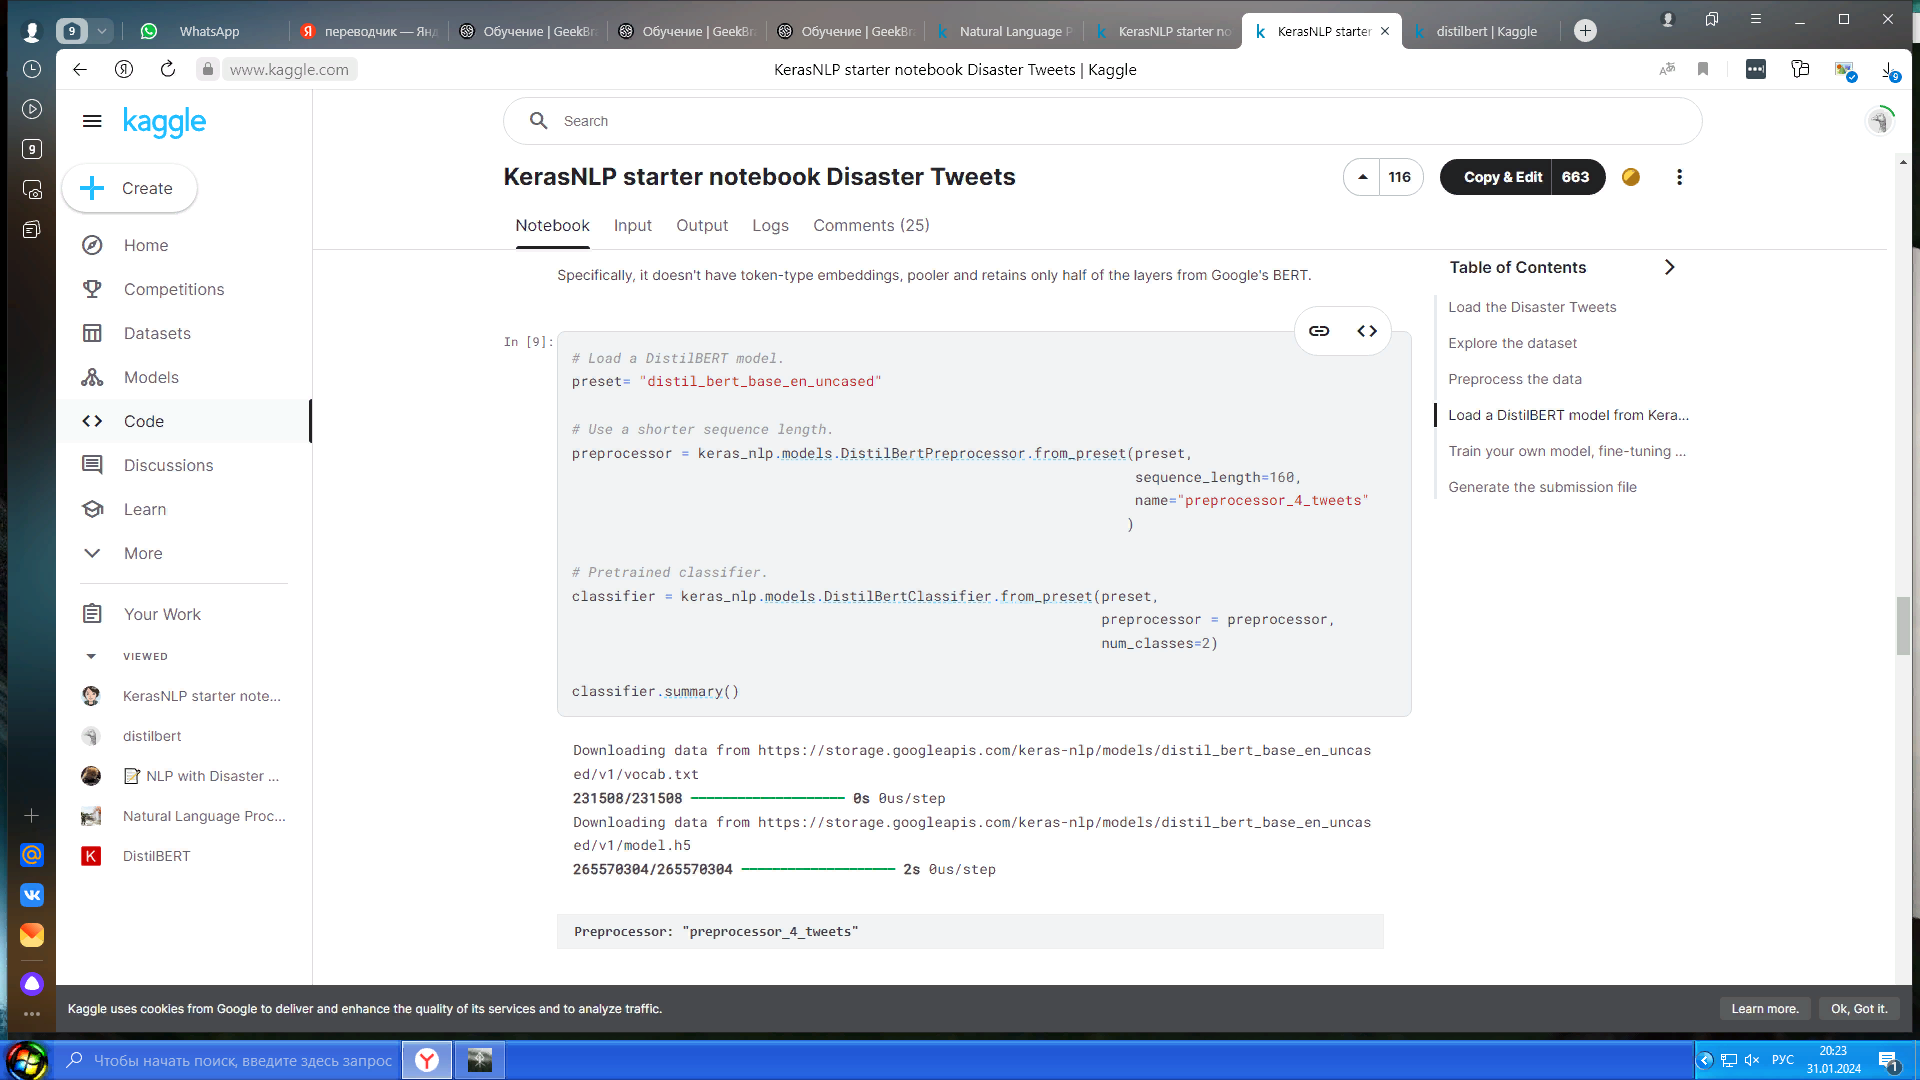 9
WhatsApp
переводчик — Янд
Обучение | GeekBr
Обучение | GeekBr
Обучение | GeekBr
Natural Language P
KerasNLP starter no
KerasNLP starter
distilbert | Kaggle
www.kaggle.com
KerasNLP starter notebook Disaster Tweets | Kaggle
9
9
kaggle
Search
Create
KerasNLP starter notebook Disaster Tweets
116
Copy & Edit
663
Notebook
Input
Output
Logs
Comments (25)
Home
Competitions
Datasets
Models
Code
Discussions
Learn
More
Your Work
VIEWED
KerasNLP starter note...
distilbert
NLP with Disaster ...
Natural Language Proc...
K
DistilBERT
Specifically, it doesn't have token-type embeddings, pooler and retains only half of the layers from Google's BERT.
In [9]:
# Load a DistilBERT model.
preset= "distil_bert_base_en_uncased"
# Use a shorter sequence length.
preprocessor = keras_nlp.models.DistilBertPreprocessor.from_preset(preset,
sequence_length=160,
name="preprocessor_4_tweets"
)
# Pretrained classifier.
classifier = keras_nlp.models.DistilBertClassifier.from_preset(preset,
preprocessor = preprocessor,
num_classes=2)
classifier.summary()
Downloading data from https://storage.googleapis.com/keras-nlp/models/distil_bert_base_en_uncas
ed/v1/vocab.txt
231508/231508 ━━━━━━━━━━━━━━━━━━━━ 0s 0us/step
Downloading data from https://storage.googleapis.com/keras-nlp/models/distil_bert_base_en_uncas
ed/v1/model.h5
265570304/265570304 ━━━━━━━━━━━━━━━━━━━━ 2s 0us/step
Preprocessor: "preprocessor_4_tweets"
Table of Contents
Load the Disaster Tweets
Explore the dataset
Preprocess the data
Load a DistilBERT model from Kera...
Train your own model, fine-tuning ...
Generate the submission file
Kaggle uses cookies from Google to deliver and enhance the quality of its services and to analyze traffic.
Learn more.
Ok, Got it.
Чтобы начать поиск, введите здесь запрос
РУС
20:23
31.01.2024
1